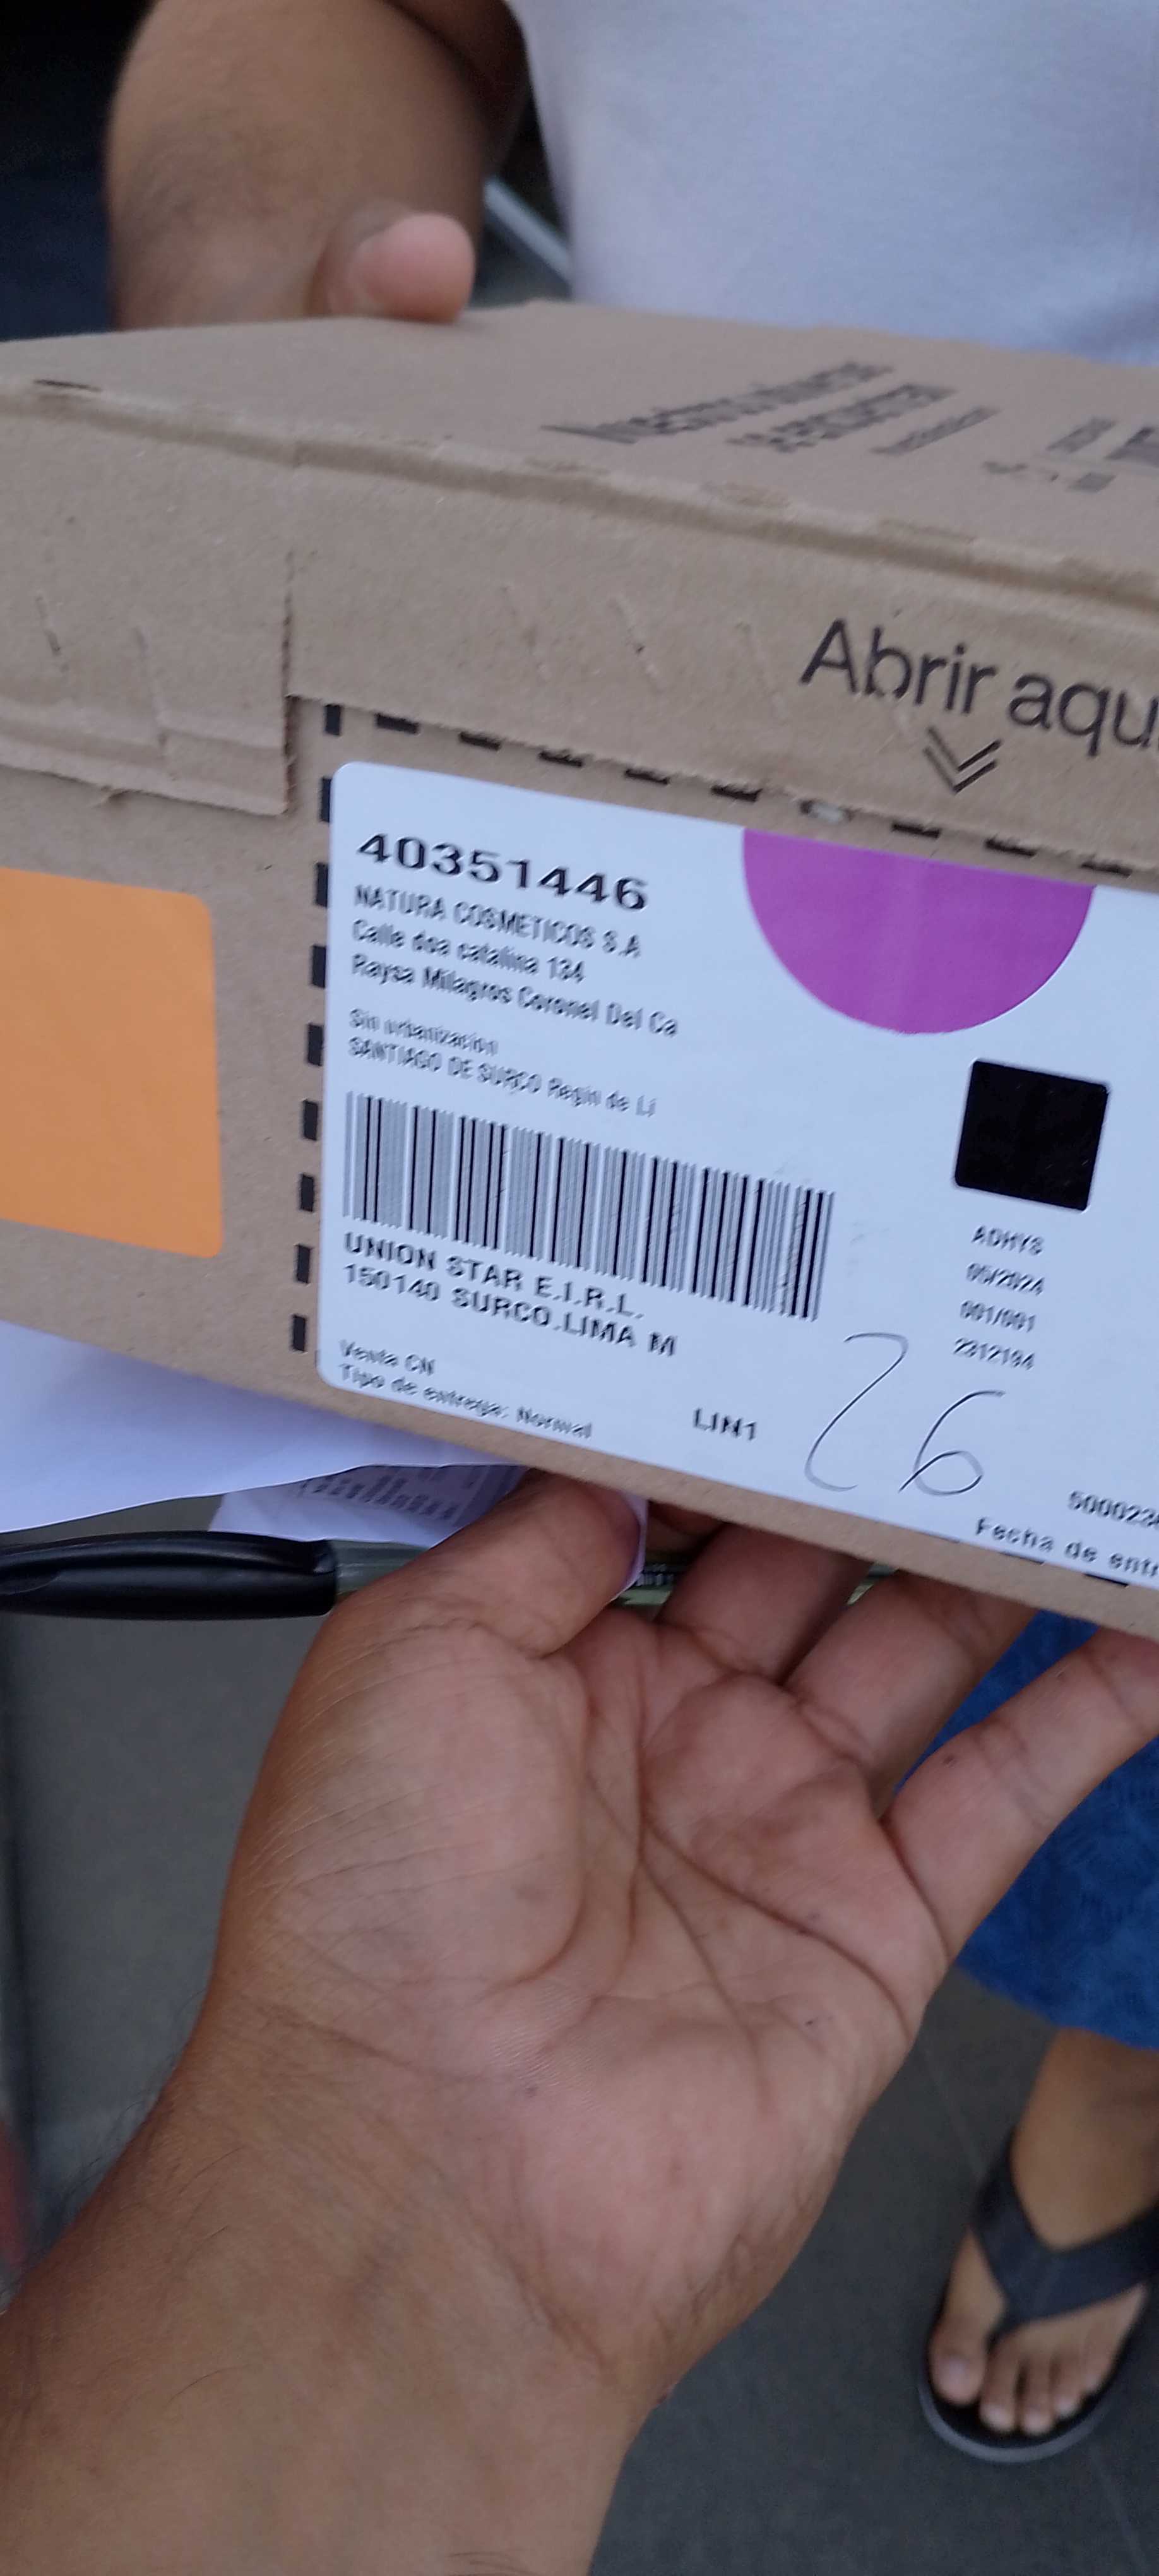 Abrir aqu
40351446
NATURA COSMETICOS S.A
Calle doa catalina 134
Raysa Milagros Coronel Del Ca
Sin urbanizacion
SANTIAGO DE SURCO Regin de Li
UNION STAR E.I.R.L.
150140 SURCO.LIMA M
Venta CN
Tipo de entrega: Normal
LIN1
26
ADHYS
05/2024
001/001
2312194
500023
Fecha de entr